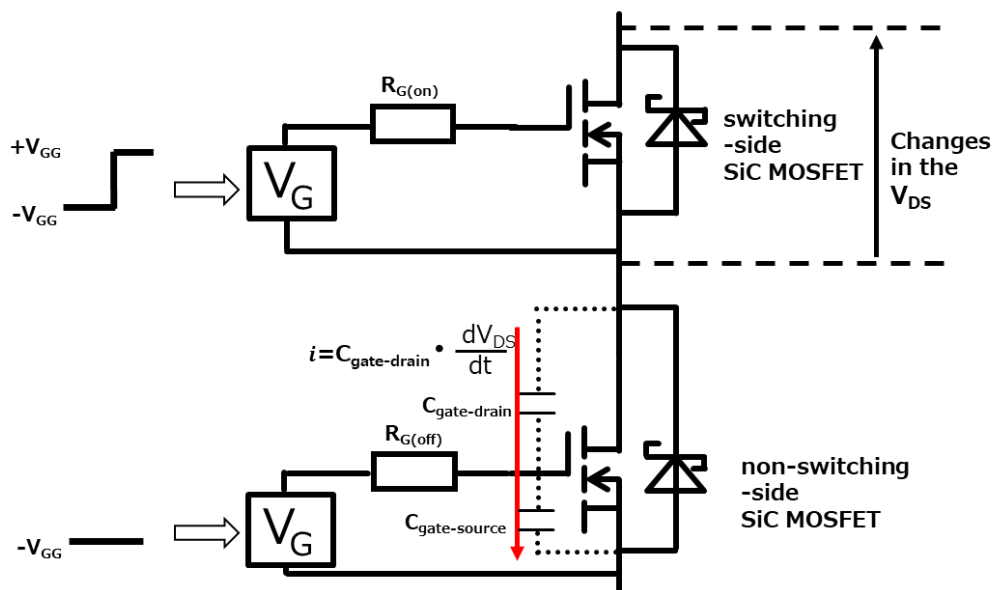 R_G(on)
switching
-side
SiC MOSFET
Changes
in the
V_DS
+V_GG
-V_GG
V_G
i=C_gate-drain · dV_DS/dt
C_gate-drain
R_G(off)
non-switching
-side
SiC MOSFET
C_gate-source
-V_GG
V_G